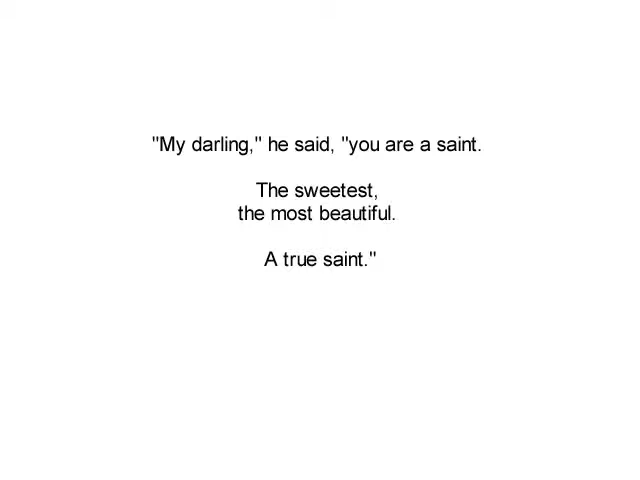 "My darling," he said, "you are a saint.
The sweetest,
the most beautiful.
A true saint."